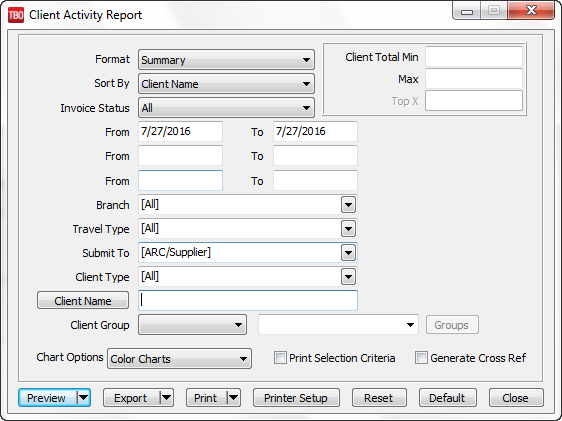 TBO Client Activity Report
Format Summary Client Total Min
Sort By Client Name Max
Invoice Status All Top X
From 7/27/2016 To 7/27/2016
From To
From To
Branch [All]
Travel Type [All]
Submit To [ARC/Supplier]
Client Type [All]
Client Name
Client Group Groups
Chart Options Color Charts Print Selection Criteria Generate Cross Ref
Preview Export Print Printer Setup Reset Default Close